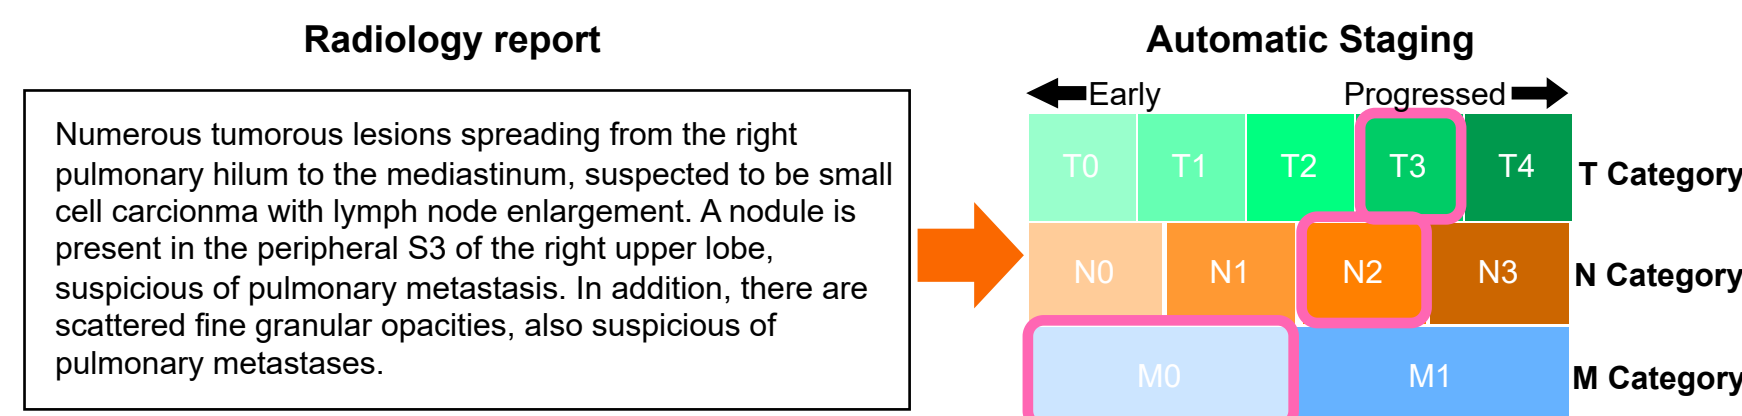 Radiology report
Numerous tumorous lesions spreading from the right
pulmonary hilum to the mediastinum, suspected to be small
cell carcionma with lymph node enlargement. A nodule is
present in the peripheral S3 of the right upper lobe,
suspicious of pulmonary metastasis. In addition, there are
scattered fine granular opacities, also suspicious of
pulmonary metastases.
Automatic Staging
Early Progressed
T0 T1 T2 T3 T4 T Category
N0 N1 N2 N3 N Category
M0 M1 M Category